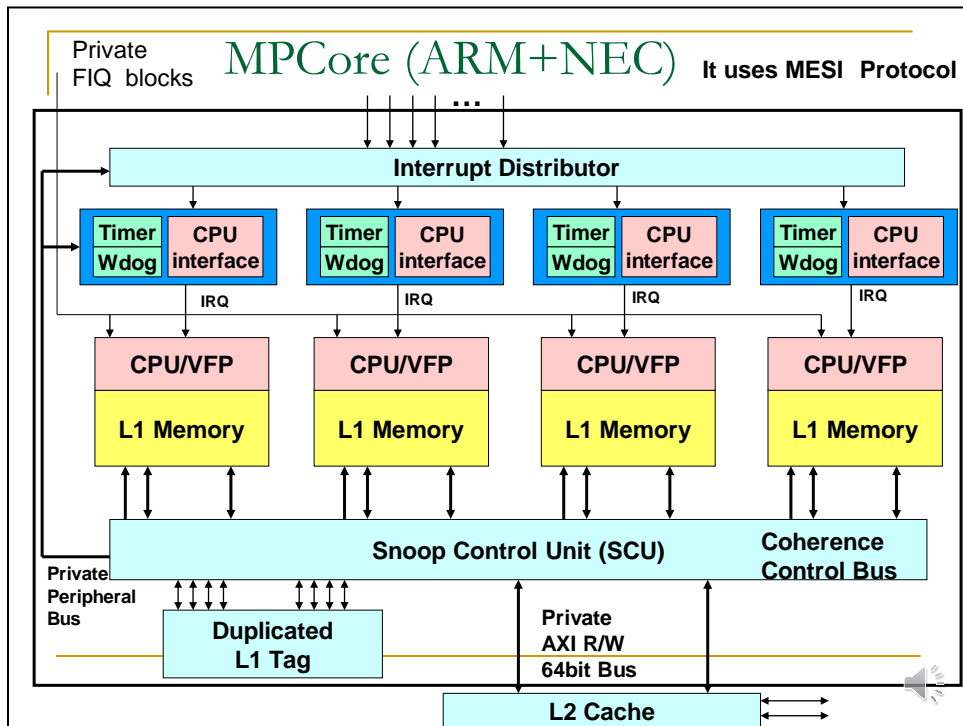 Private
FIQ blocks
MPCore (ARM+NEC)
It uses MESI Protocol
...
Interrupt Distributor
Timer
Wdog
CPU
interface
Timer
Wdog
CPU
interface
Timer
Wdog
CPU
interface
Timer
Wdog
CPU
interface
IRQ
IRQ
IRQ
IRQ
CPU/VFP
L1 Memory
CPU/VFP
L1 Memory
CPU/VFP
L1 Memory
CPU/VFP
L1 Memory
Snoop Control Unit (SCU)
Coherence
Control Bus
Private
Peripheral
Bus
Duplicated
L1 Tag
Private
AXI R/W
64bit Bus
L2 Cache